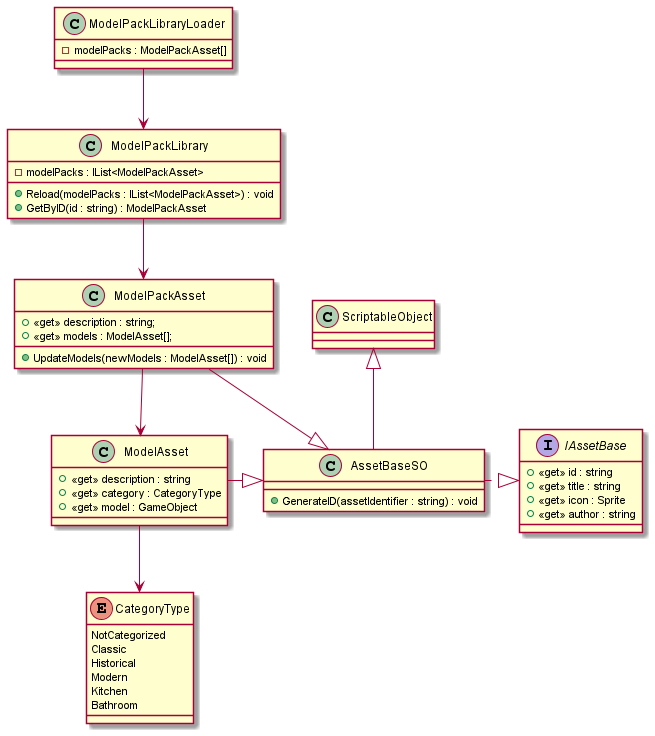 C ModelPackLibraryLoader
modelPacks : ModelPackAsset[]
C ModelPackLibrary
modelPacks : IList<ModelPackAsset>
Reload(modelPacks : IList<ModelPackAsset>) : void
GetByID(id : string) : ModelPackAsset
C ModelPackAsset
«get» description : string;
«get» models : ModelAsset[];
UpdateModels(newModels : ModelAsset[]) : void
C ScriptableObject
C ModelAsset
«get» description : string
«get» category : CategoryType
«get» model : GameObject
C AssetBaseSO
GenerateID(assetIdentifier : string) : void
I IAssetBase
«get» id : string
«get» title : string
«get» icon : Sprite
«get» author : string
E CategoryType
NotCategorized
Classic
Historical
Modern
Kitchen
Bathroom